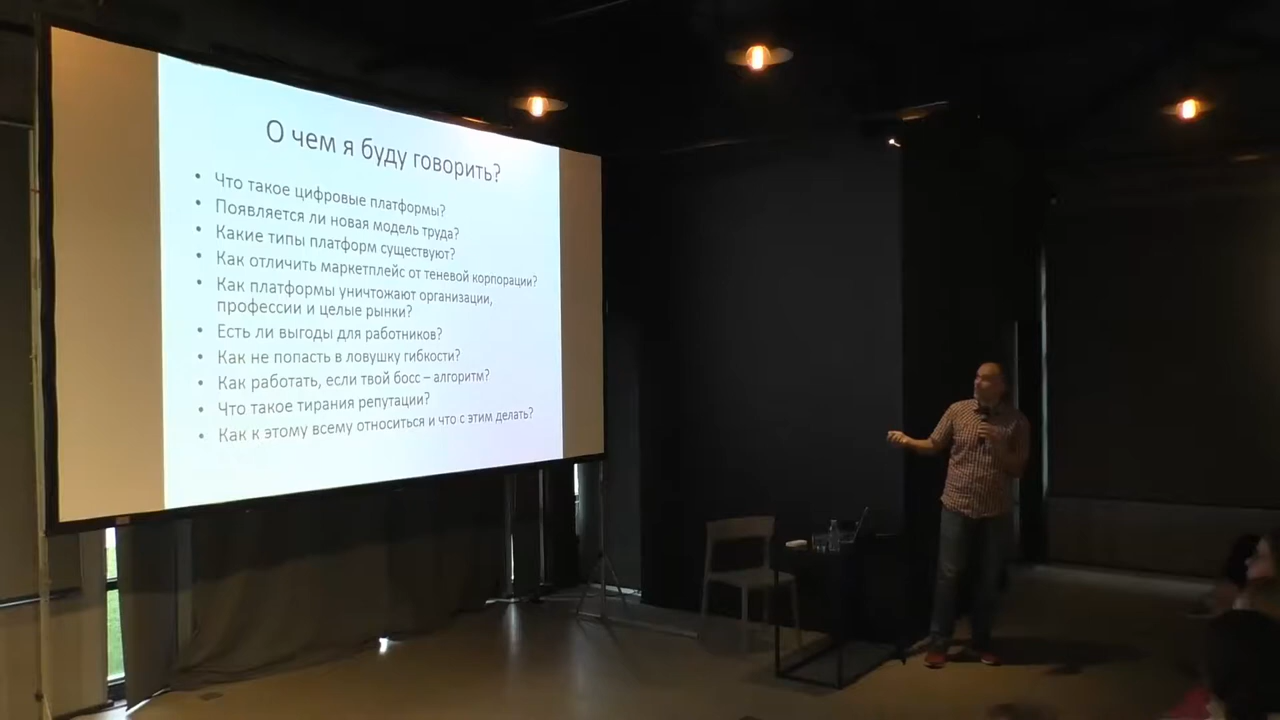 О чем я буду говорить?
• Что такое цифровые платформы?
• Появляется ли новая модель труда?
• Какие типы платформ существуют?
• Как отличить маркетплейс от теневой корпорации?
• Как платформы уничтожают организации,
профессии и целые рынки?
• Есть ли выгоды для работников?
• Как не попасть в ловушку гибкости?
• Как работать, если твой босс – алгоритм?
• Что такое тирания репутации?
• Как к этому всему относиться и что с этим делать?